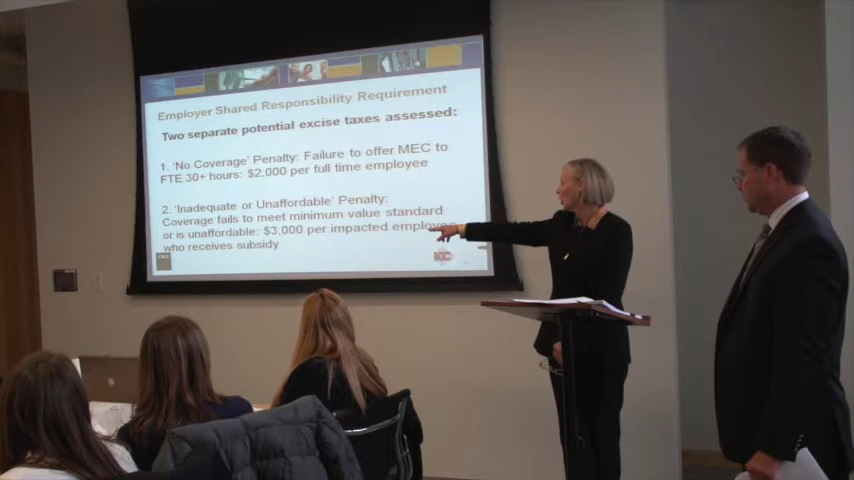 Employer Shared Responsibility Requirement
Two separate potential excise taxes assessed:
1. 'No Coverage' Penalty: Failure to offer MEC to
FTE 30+ hours: $2,000 per full time employee
2. 'Inadequate or Unaffordable' Penalty:
Coverage fails to meet minimum value standard
or is unaffordable: $3,000 per impacted employee
who receives subsidy